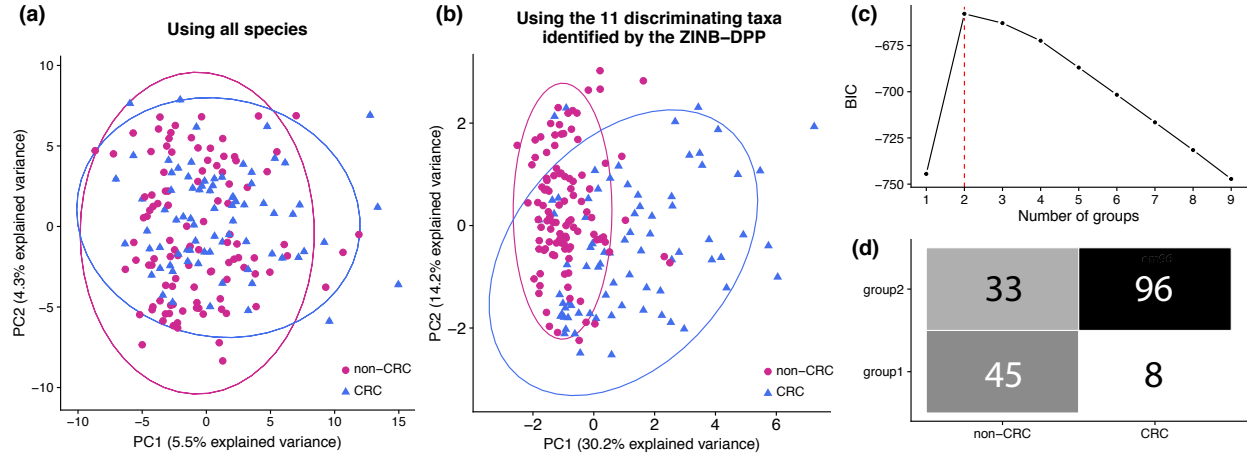 (a)
Using all species
10
5
0
−5
−10
PC2 (4.3% explained variance)
−10
−5
0
5
10
15
PC1 (5.5% explained variance)
non−CRC
CRC
(b)
Using the 11 discriminating taxa
identified by the ZINB−DPP
2
0
−2
PC2 (14.2% explained variance)
−2
0
2
4
6
PC1 (30.2% explained variance)
non−CRC
CRC
(c)
−675
−700
−725
−750
BIC
1 2 3 4 5 6 7 8 9
Number of groups
(d)
group2
33
96
group1
45
8
non−CRC
CRC